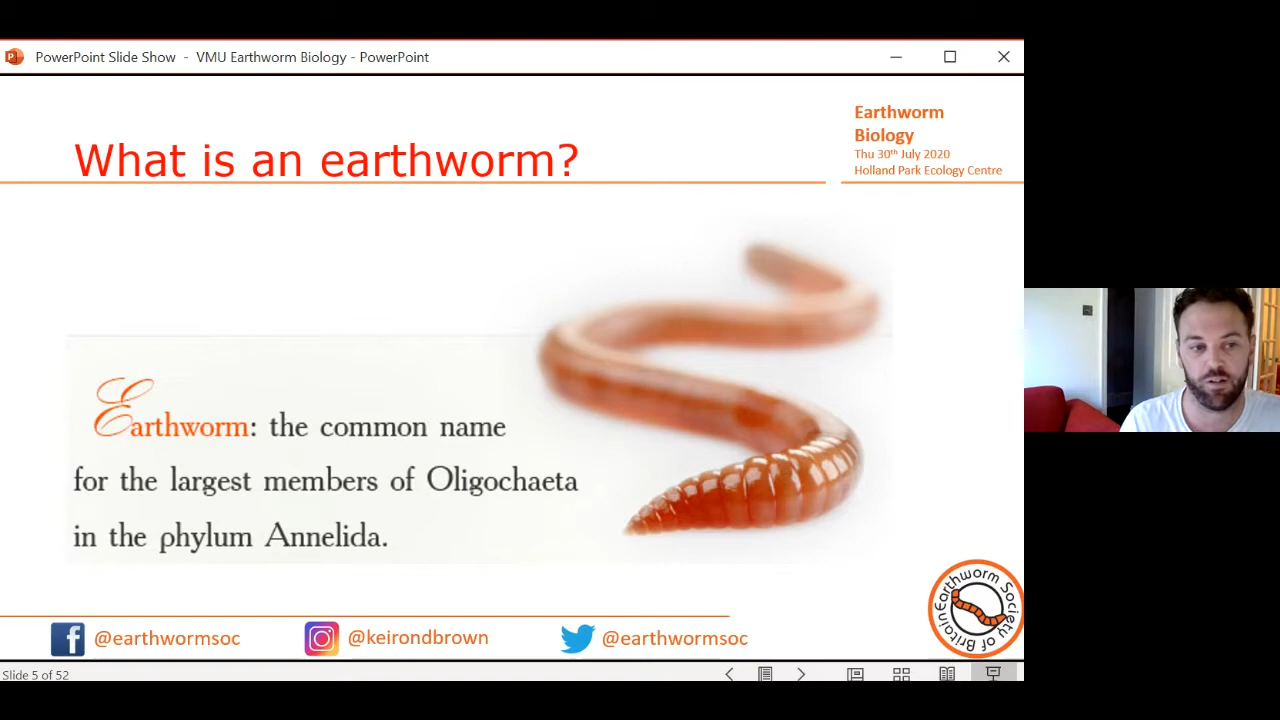 PowerPoint Slide Show - VMU Earthworm Biology - PowerPoint
Earthworm
Biology
Thu 30th July 2020
Holland Park Ecology Centre
What is an earthworm?
Earthworm: the common name
for the largest members of Oligochaeta
in the phylum Annelida.
Earthworm Society
of Britain
@earthwormsoc
@keirondbrown
@earthwormsoc
Slide 5 of 52